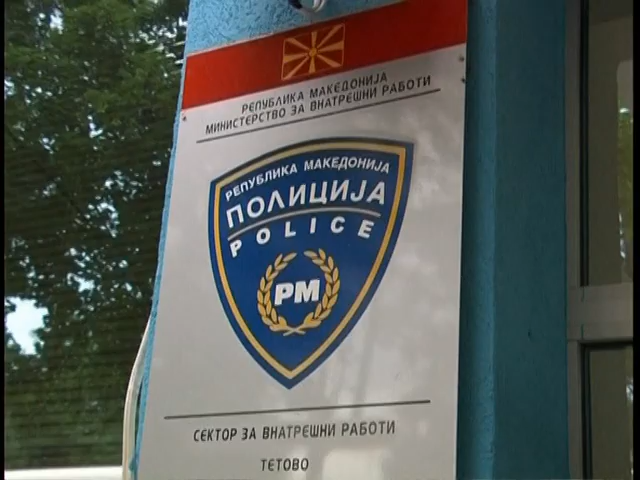 РЕПУБЛИКА МАКЕДОНИЈА
МИНИСТЕРСТВО ЗА ВНАТРЕШНИ РАБОТИ
РЕПУБЛИКА МАКЕДОНИЈА
ПОЛИЦИЈА
POLICE
РМ
СЕКТОР ЗА ВНАТРЕШНИ РАБОТИ
ТЕТОВО